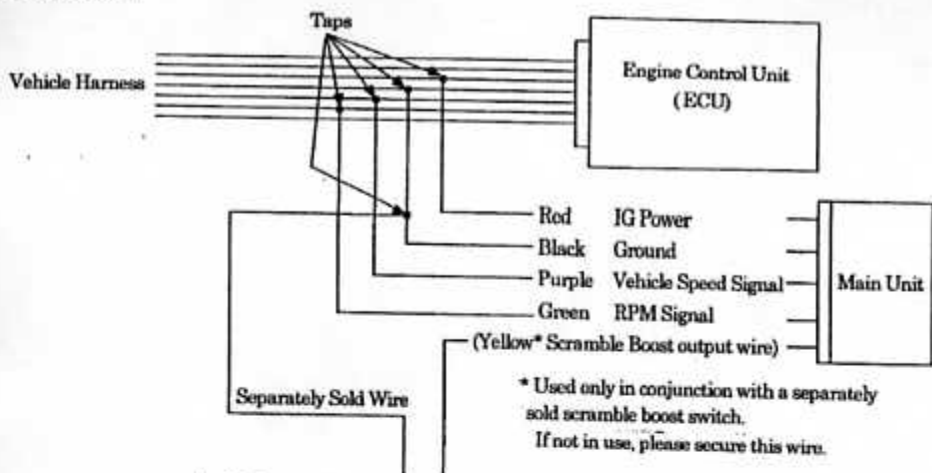 Taps
Vehicle Harness
Engine Control Unit
(ECU)
Red IG Power
Black Ground
Purple Vehicle Speed Signal
Green RPM Signal
Main Unit
(Yellow* Scramble Boost output wire)
Separately Sold Wire
* Used only in conjunction with a separately
sold scramble boost switch.
If not in use, please secure this wire.